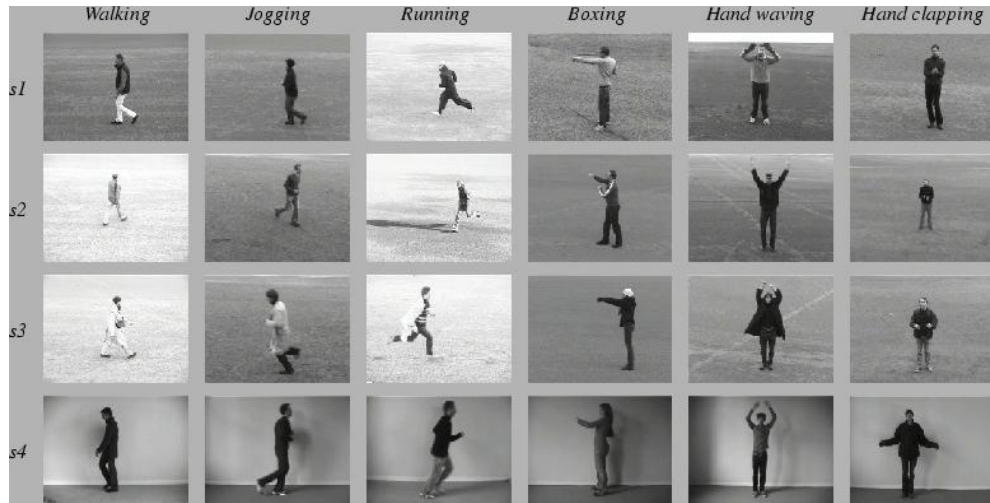 Walking Jogging Running Boxing Hand waving Hand clapping
s1
s2
s3
s4